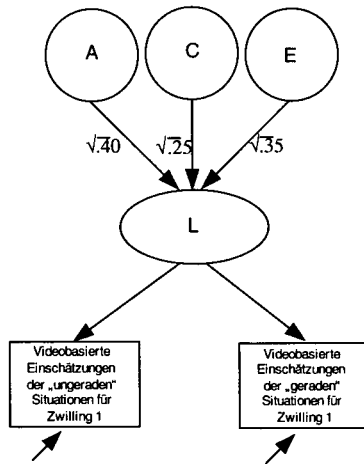 A
C
E
√.40
√.25
√.35
L
Videobasierte
Einschätzungen
der „ungeraden"
Situationen für
Zwilling 1
Videobasierte
Einschätzungen
der „geraden"
Situationen für
Zwilling 1